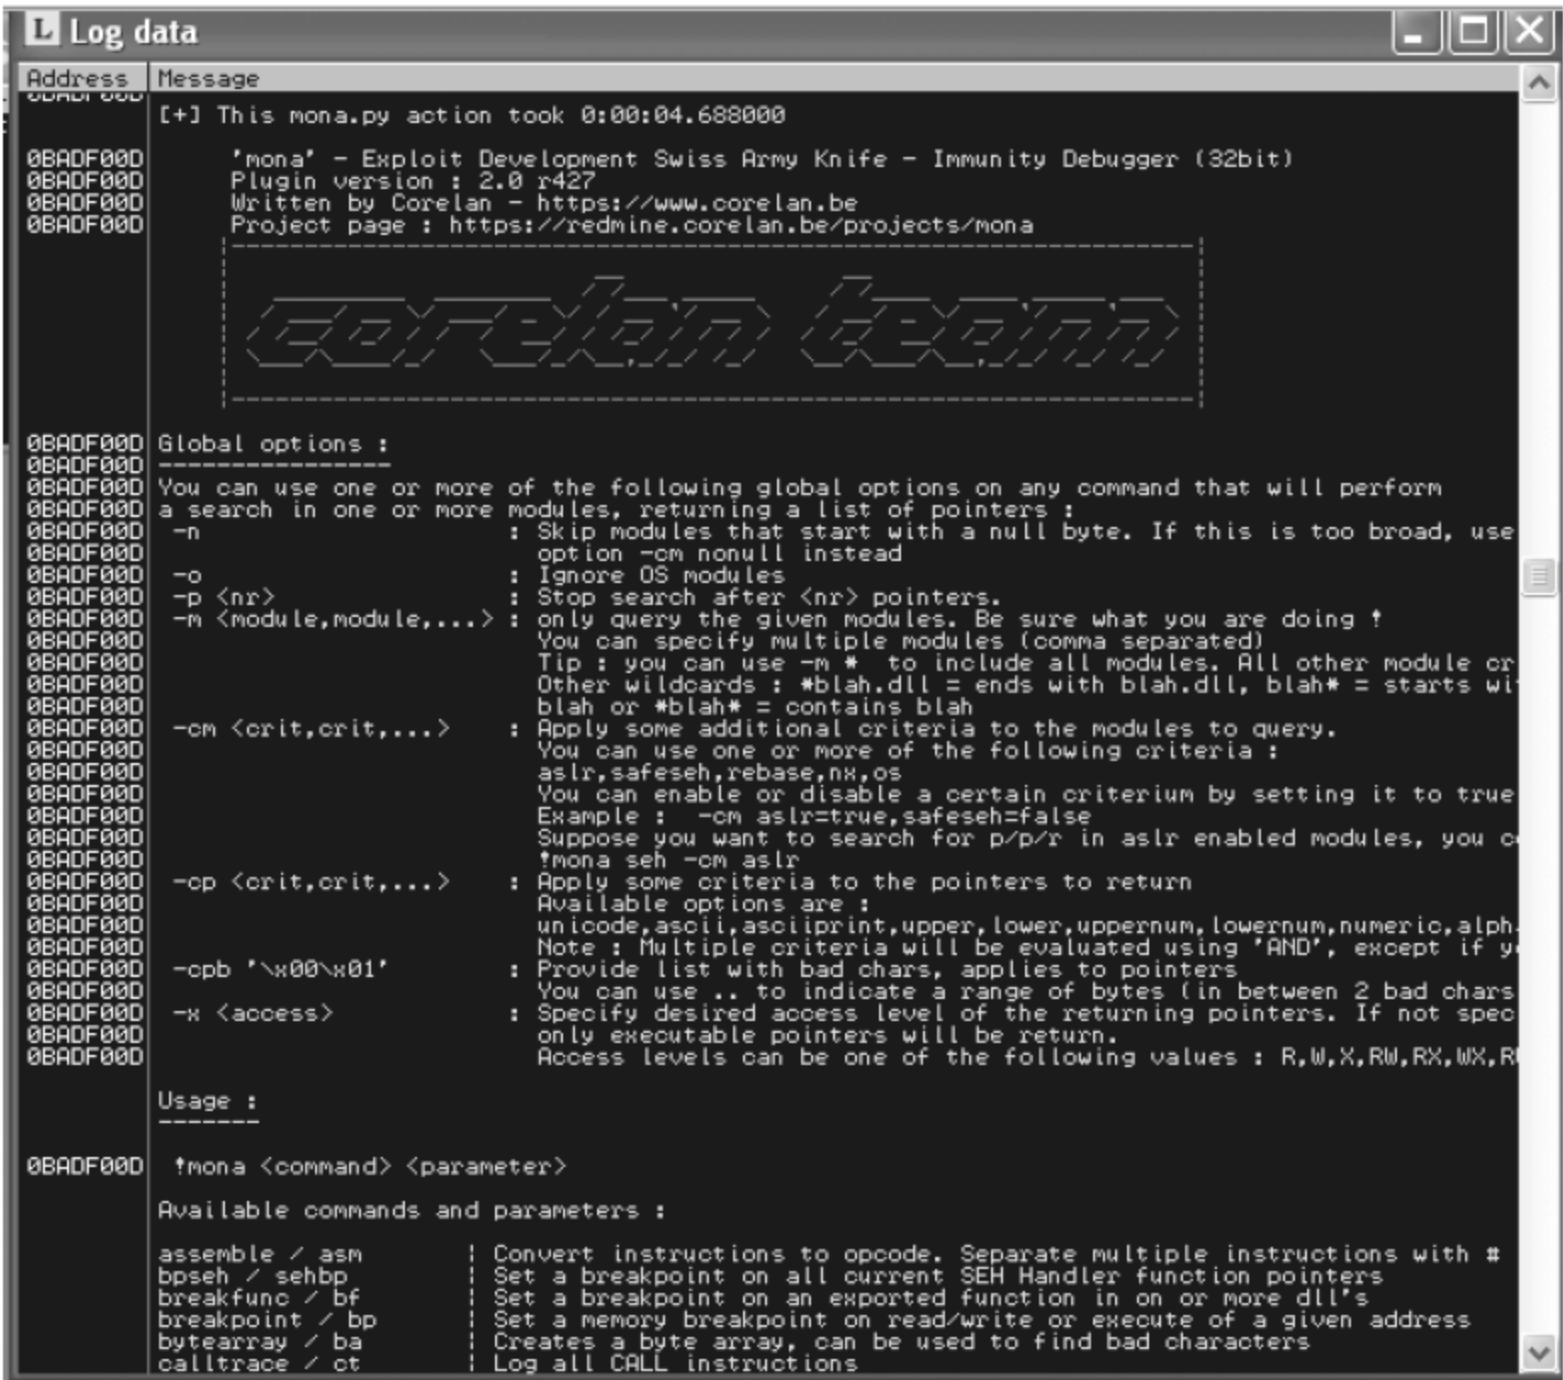 L Log data
Address Message
0BADF00D
[+] This mona.py action took 0:00:04.688000
0BADF00D 'mona' - Exploit Development Swiss Army Knife - Immunity Debugger (32bit)
0BADF00D Plugin version : 2.0 r427
0BADF00D Written by Corelan - https://www.corelan.be
0BADF00D Project page : https://redmine.corelan.be/projects/mona
corelan team
0BADF00D Global options :
0BADF00D ----------------
0BADF00D You can use one or more of the following global options on any command that will perform
0BADF00D a search in one or more modules, returning a list of pointers :
0BADF00D -n : Skip modules that start with a null byte. If this is too broad, use
0BADF00D option -cm nonull instead
0BADF00D -o : Ignore OS modules
0BADF00D -p <nr> : Stop search after <nr> pointers.
0BADF00D -m <module,module,...> : only query the given modules. Be sure what you are doing !
0BADF00D You can specify multiple modules (comma separated)
0BADF00D Tip : you can use -m * to include all modules. All other module cr
0BADF00D Other wildcards : *blah.dll = ends with blah.dll, blah* = starts wi
0BADF00D blah or *blah* = contains blah
0BADF00D -cm <crit,crit,...> : Apply some additional criteria to the modules to query.
0BADF00D You can use one or more of the following criteria :
0BADF00D aslr,safeseh,rebase,nx,os
0BADF00D You can enable or disable a certain criterium by setting it to true
0BADF00D Example : -cm aslr=true,safeseh=false
0BADF00D Suppose you want to search for p/p/r in aslr enabled modules, you c
0BADF00D !mona seh -cm aslr
0BADF00D -cp <crit,crit,...> : Apply some criteria to the pointers to return
0BADF00D Available options are :
0BADF00D unicode,ascii,asciiprint,upper,lower,uppernum,lowernum,numeric,alph
0BADF00D Note : Multiple criteria will be evaluated using 'AND', except if y
0BADF00D -cpb '\x00\x01' : Provide list with bad chars, applies to pointers
0BADF00D You can use .. to indicate a range of bytes (in between 2 bad chars
0BADF00D -x <access> : Specify desired access level of the returning pointers. If not spec
0BADF00D only executable pointers will be return.
0BADF00D Access levels can be one of the following values : R,W,X,RW,RX,WX,R
Usage :
-------
0BADF00D !mona <command> <parameter>
Available commands and parameters :
assemble / asm | Convert instructions to opcode. Separate multiple instructions with #
bpseh / sehbp | Set a breakpoint on all current SEH Handler function pointers
breakfunc / bf | Set a breakpoint on an exported function in on or more dll's
breakpoint / bp | Set a memory breakpoint on read/write or execute of a given address
bytearray / ba | Creates a byte array, can be used to find bad characters
calltrace / ct | Log all CALL instructions